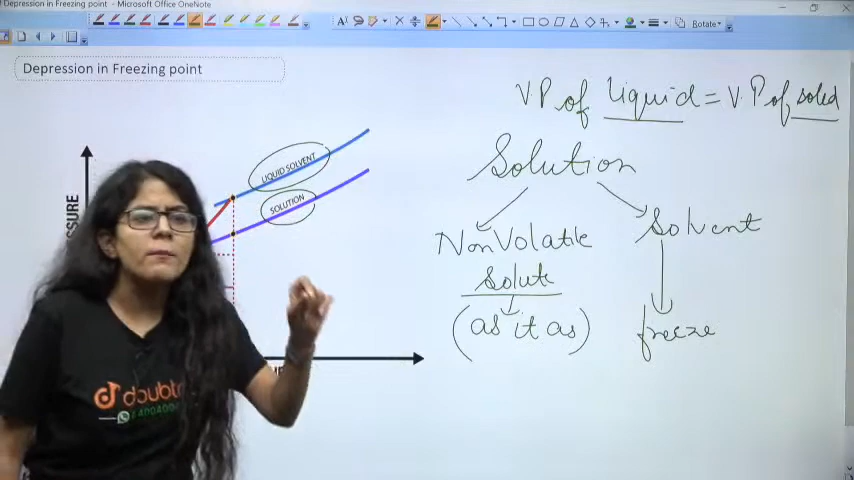 Depression in Freezing point - Microsoft Office OneNote
Rotate
Depression in Freezing point
V.P of liquid = V.P of solid
Solution
LIQUID SOLVENT
SOLUTION
Non Volatile
solute
(as it as)
Solvent
freeze
doubt